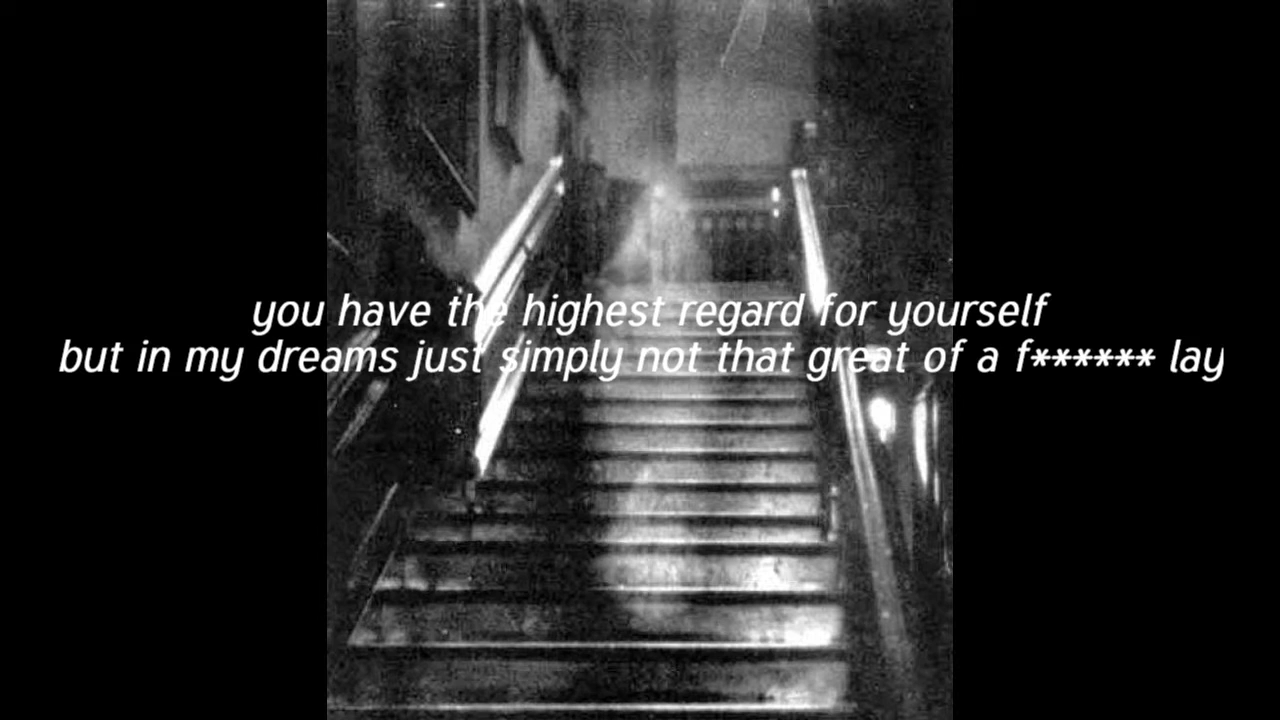 you have the highest regard for yourself
but in my dreams just simply not that great of a f****** lay